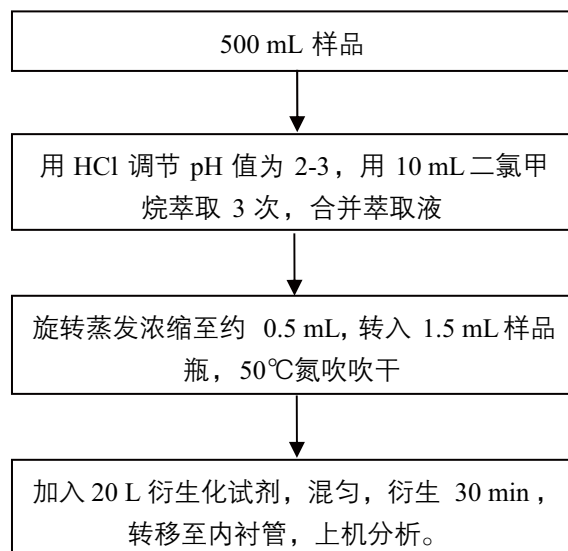 500 mL 样品
用 HCl 调节 pH 值为 2-3，用 10 mL 二氯甲
烷萃取 3 次，合并萃取液
旋转蒸发浓缩至约 0.5 mL，转入 1.5 mL 样品
瓶，50℃氮吹吹干
加入 20 L 衍生化试剂，混匀，衍生 30 min，
转移至内衬管，上机分析。